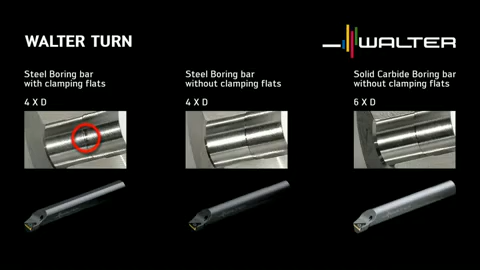 WALTER TURN
WALTER
Steel Boring bar
with clamping flats
4 X D
Steel Boring bar
without clamping flats
4 X D
Solid Carbide Boring bar
without clamping flats
6 X D